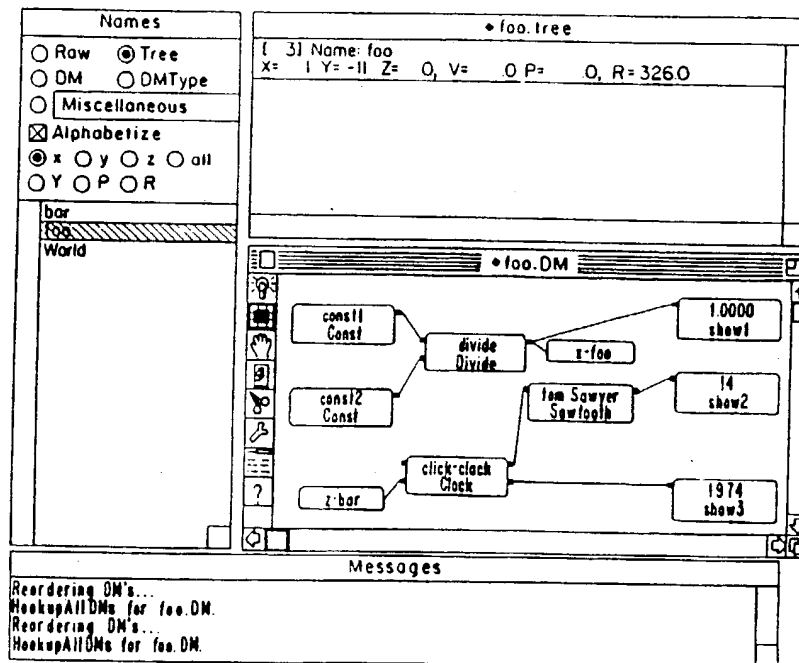 Names
Raw Tree
DM DMType
Miscellaneous
Alphabetize
x y z all
Y P R
bar
foo
World
•foo.tree
[ 3] Name: foo
X= 1 Y= -11 Z= 0, V= .0 P= .0, R= 326.0
•foo.DM
const1
Const
const2
Const
divide
Divide
x-foo
1.0000
show1
tom Sawyer
Sawtooth
14
show2
click-clack
Clock
z-bar
1974
show3
?
Messages
Reordering DM's...
HookupAllDMs for foo.DM.
Reordering DM's...
HookupAllDMs for foo.DM.